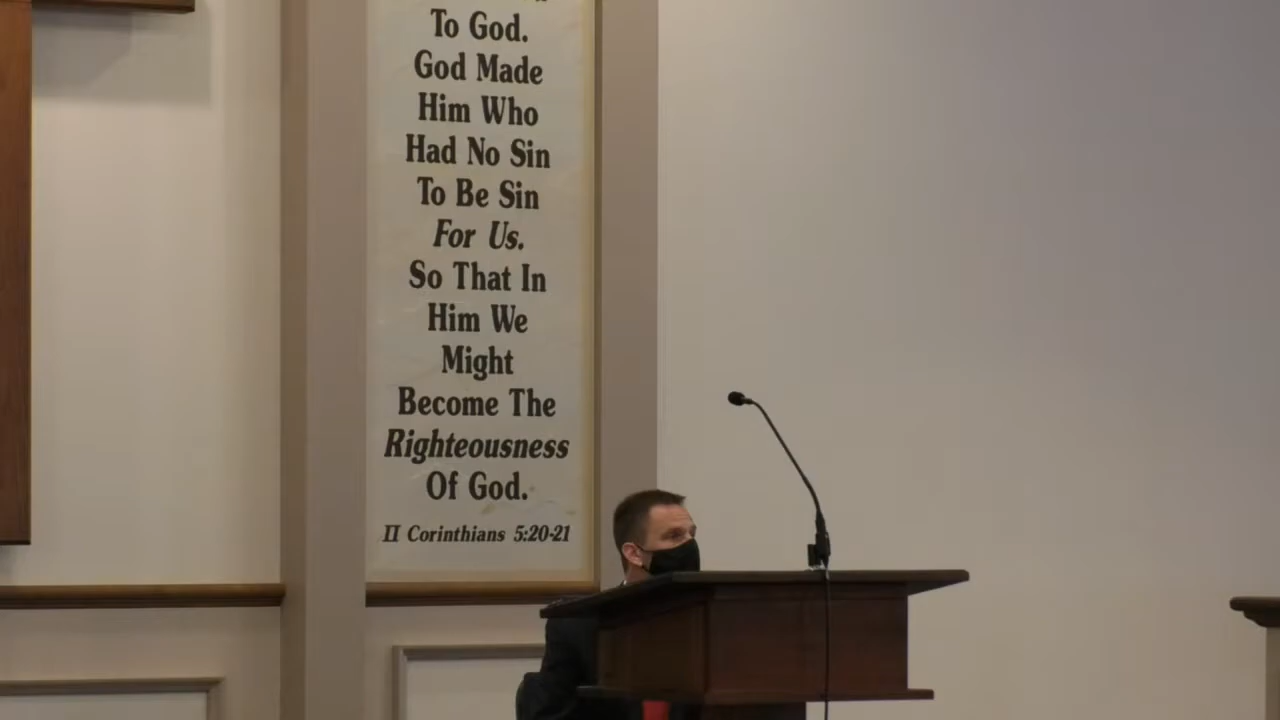 To God.
God Made
Him Who
Had No Sin
To Be Sin
For Us.
So That In
Him We
Might
Become The
Righteousness
Of God.
II Corinthians 5:20-21